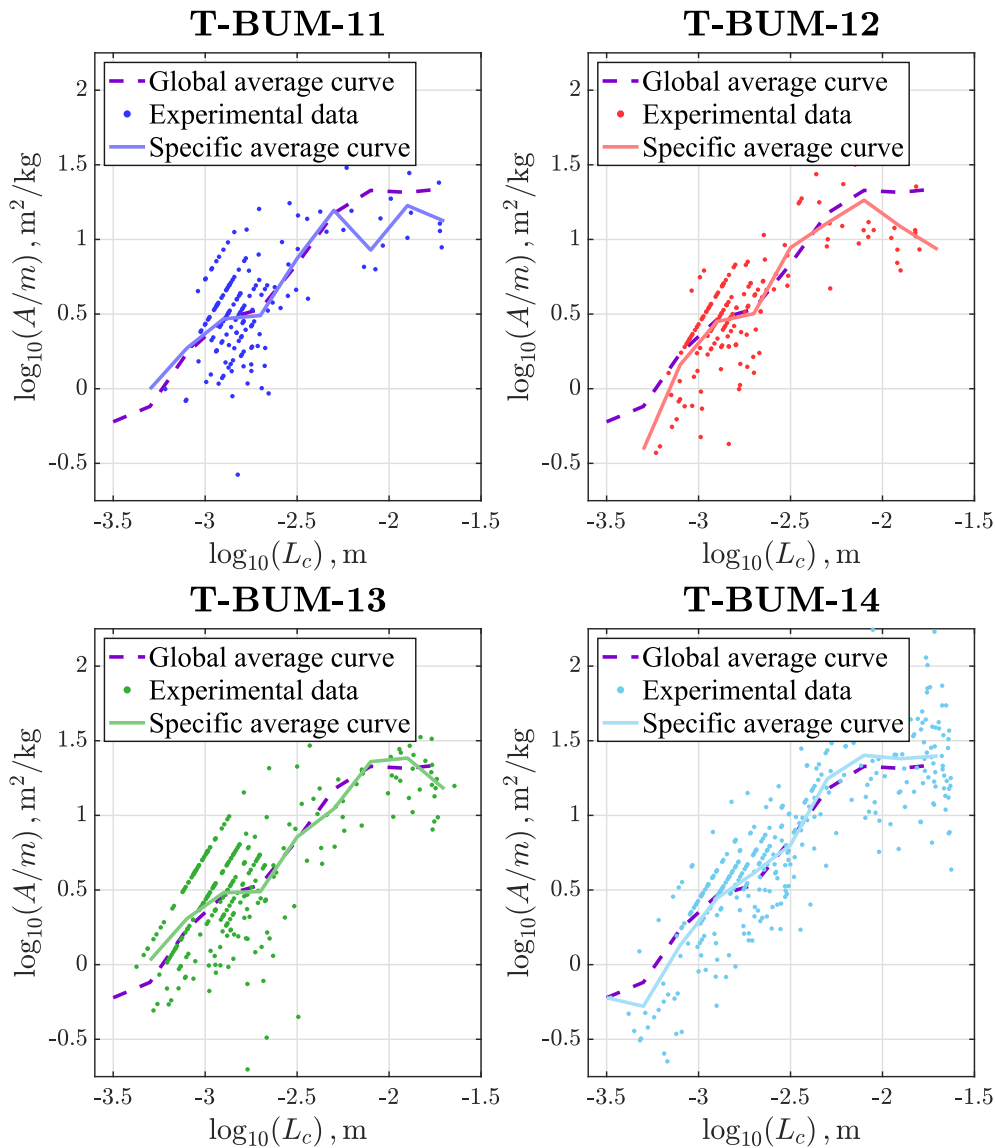 T-BUM-11
Global average curve
Experimental data
Specific average curve
2
1.5
1
0.5
0
-0.5
-3.5 -3 -2.5 -2 -1.5
log10(A/m) , m²/kg
log10(Lc) , m
T-BUM-12
Global average curve
Experimental data
Specific average curve
2
1.5
1
0.5
0
-0.5
-3.5 -3 -2.5 -2 -1.5
log10(A/m) , m²/kg
log10(Lc) , m
T-BUM-13
Global average curve
Experimental data
Specific average curve
2
1.5
1
0.5
0
-0.5
-3.5 -3 -2.5 -2 -1.5
log10(A/m) , m²/kg
log10(Lc) , m
T-BUM-14
Global average curve
Experimental data
Specific average curve
2
1.5
1
0.5
0
-0.5
-3.5 -3 -2.5 -2 -1.5
log10(A/m) , m²/kg
log10(Lc) , m